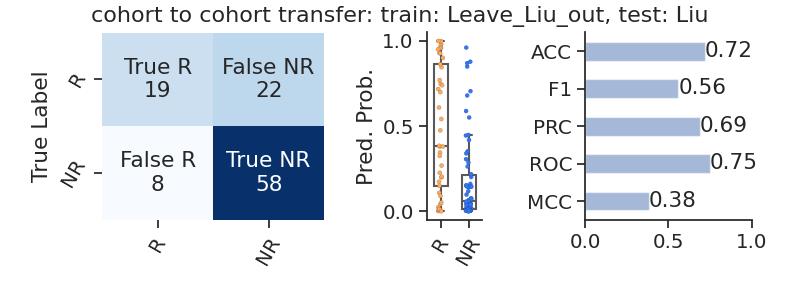 cohort to cohort transfer: train: Leave_Liu_out, test: Liu
True Label
R
NR
True R
19
False NR
22
False R
8
True NR
58
R
NR
Pred. Prob.
1.0
0.5
0.0
R
NR
ACC
0.72
F1
0.56
PRC
0.69
ROC
0.75
MCC
0.38
0.0
0.5
1.0